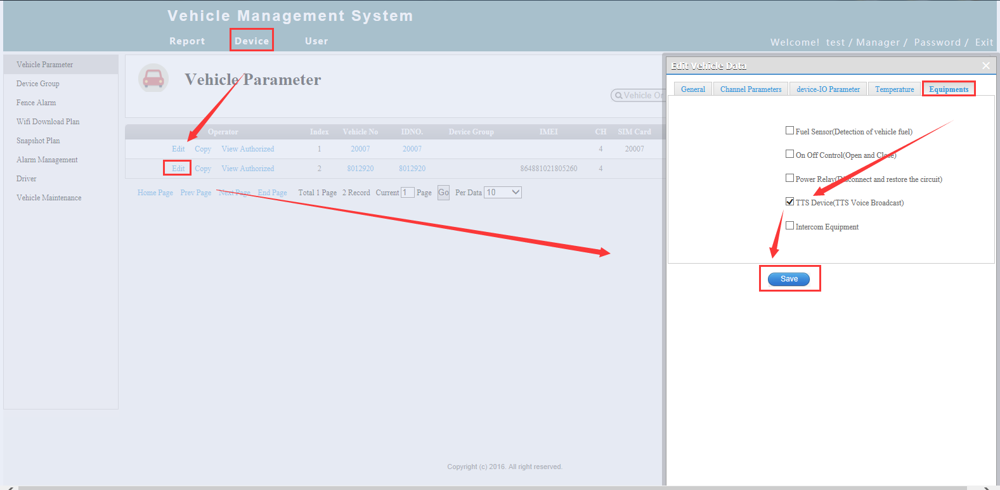 Vehicle Management System
Report Device User
Welcome! test / Manager / Password / Exit
Vehicle Parameter
Device Group
Fence Alarm
Wifi Download Plan
Snapshot Plan
Alarm Management
Driver
Vehicle Maintenance
Vehicle Parameter
Vehicle Or
Operator Index Vehicle No IDNO. Device Group IMEI CH SIM Card
Edit Copy View Authorized 1 20007 20007 4 20007
Edit Copy View Authorized 2 8012920 8012920 864881021805260 4
Home Page Prev Page Next Page End Page Total 1 Page 2 Record Current 1 Page Go Per Data 10
Edit Vehicle Data
General Channel Parameters device-IO Parameter Temperature Equipments
Fuel Sensor(Detection of vehicle fuel)
On Off Control(Open and Close)
Power Relay(Disconnect and restore the circuit)
TTS Device(TTS Voice Broadcast)
Intercom Equipment
Save
Copyright (c) 2016. All right reserved.